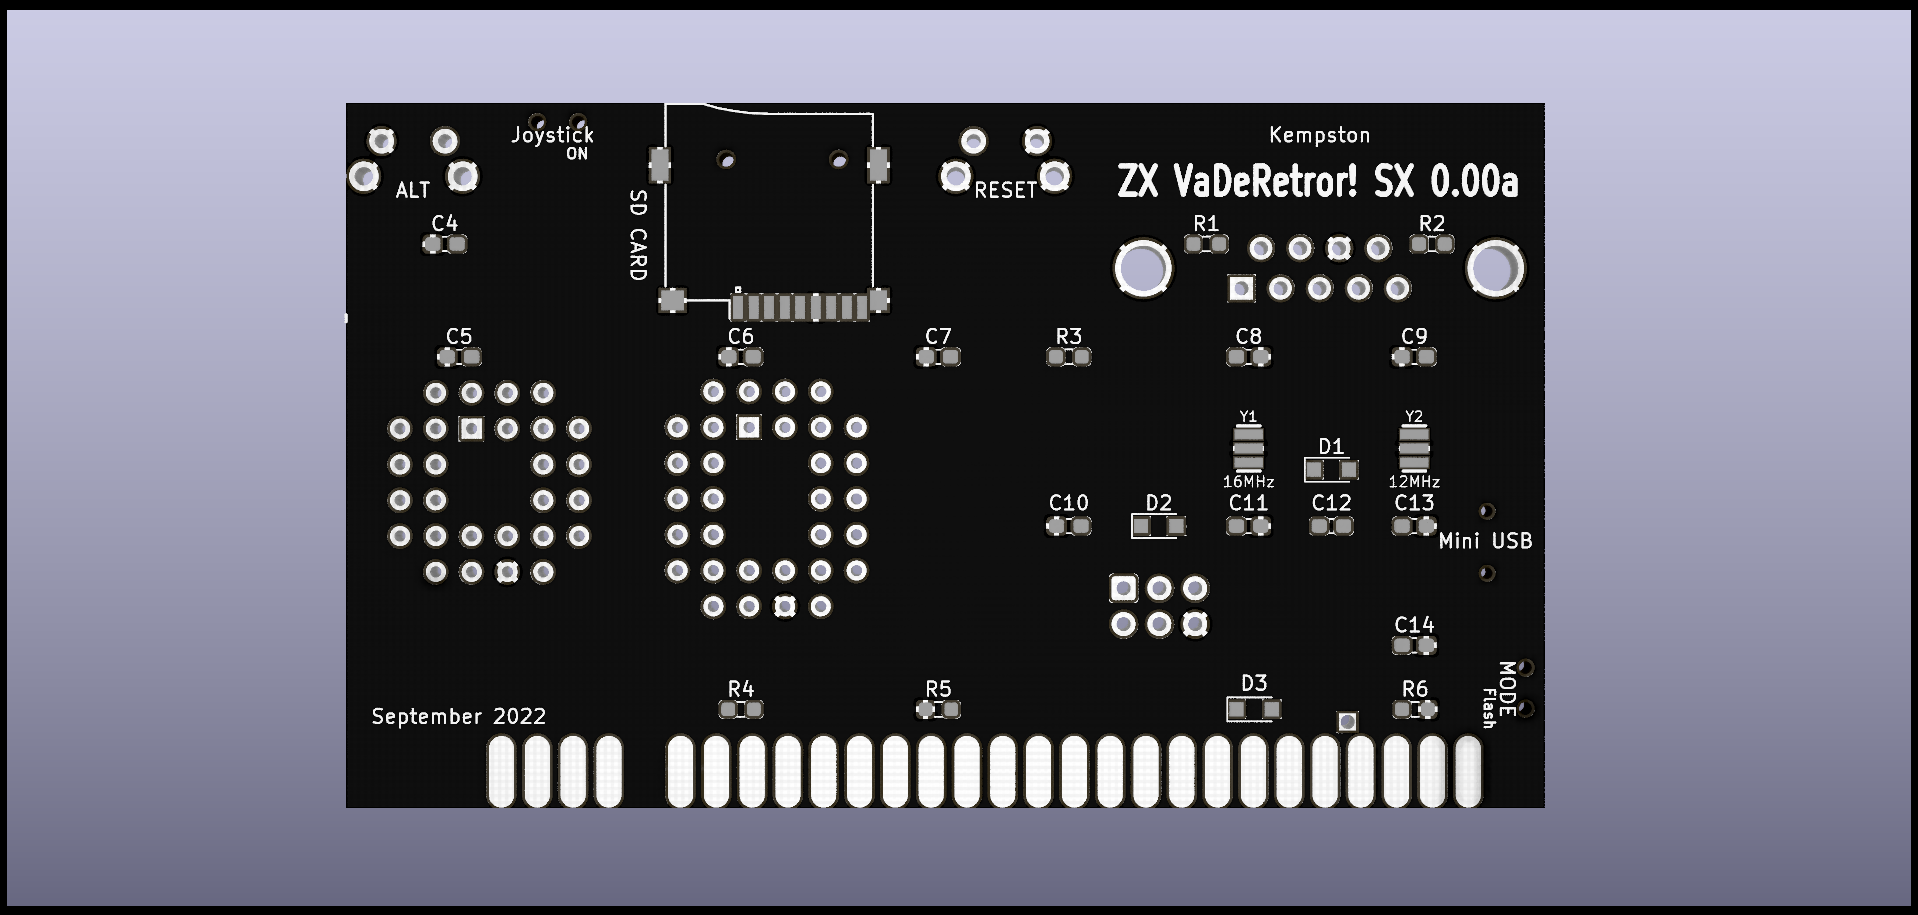 Joystick
ON
Kempston
ALT
RESET
ZX VaDeRetror! SX 0.00a
SD CARD
C4
R1
R2
C5
C6
C7
R3
C8
C9
Y1
Y2
D1
16MHz
12MHz
C10
D2
C11
C12
C13
Mini USB
C14
MODE
Flash
R4
R5
D3
R6
September 2022